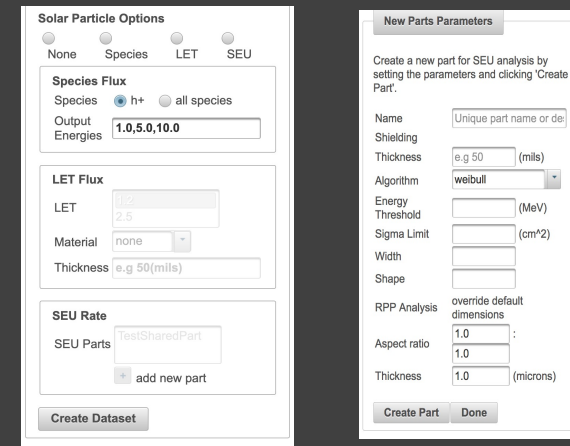 Solar Particle Options
None Species LET SEU
Species Flux
Species h+ all species
Output
Energies
1.0,5.0,10.0
LET Flux
LET
2.5
Material none
Thickness e.g 50(mils)
SEU Rate
SEU Parts TestSharedPart
+ add new part
Create Dataset
New Parts Parameters
Create a new part for SEU analysis by
setting the parameters and clicking 'Create
Part'.
Name Unique part name or de
Shielding
Thickness e.g 50 (mils)
Algorithm weibull
Energy
Threshold
(MeV)
Sigma Limit (cm^2)
Width
Shape
RPP Analysis
override default
dimensions
Aspect ratio
1.0 :
1.0
Thickness 1.0 (microns)
Create Part Done